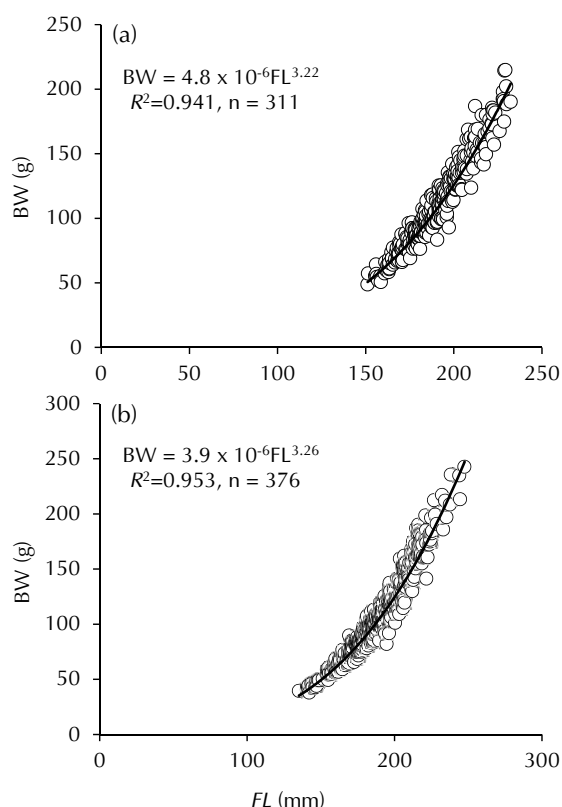 (a)
BW = 4.8 x 10-6FL3.22
R2=0.941, n = 311
BW (g)
250
200
150
100
50
0
0 50 100 150 200 250
(b)
BW = 3.9 x 10-6FL3.26
R2=0.953, n = 376
BW (g)
300
250
200
150
100
50
0
0 100 200 300
FL (mm)